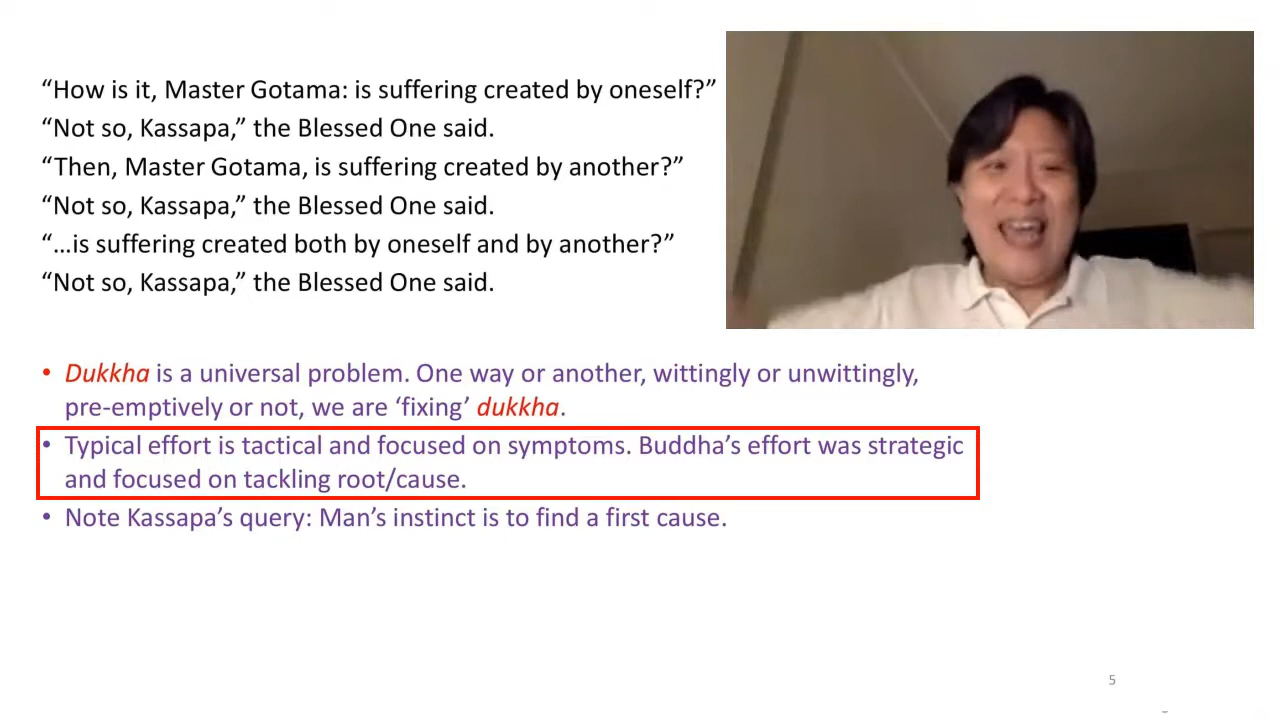 “How is it, Master Gotama: is suffering created by oneself?”
“Not so, Kassapa,” the Blessed One said.
“Then, Master Gotama, is suffering created by another?”
“Not so, Kassapa,” the Blessed One said.
“…is suffering created both by oneself and by another?”
“Not so, Kassapa,” the Blessed One said.
• Dukkha is a universal problem. One way or another, wittingly or unwittingly,
pre-emptively or not, we are ‘fixing’ dukkha.
• Typical effort is tactical and focused on symptoms. Buddha’s effort was strategic
and focused on tackling root/cause.
• Note Kassapa’s query: Man’s instinct is to find a first cause.
5